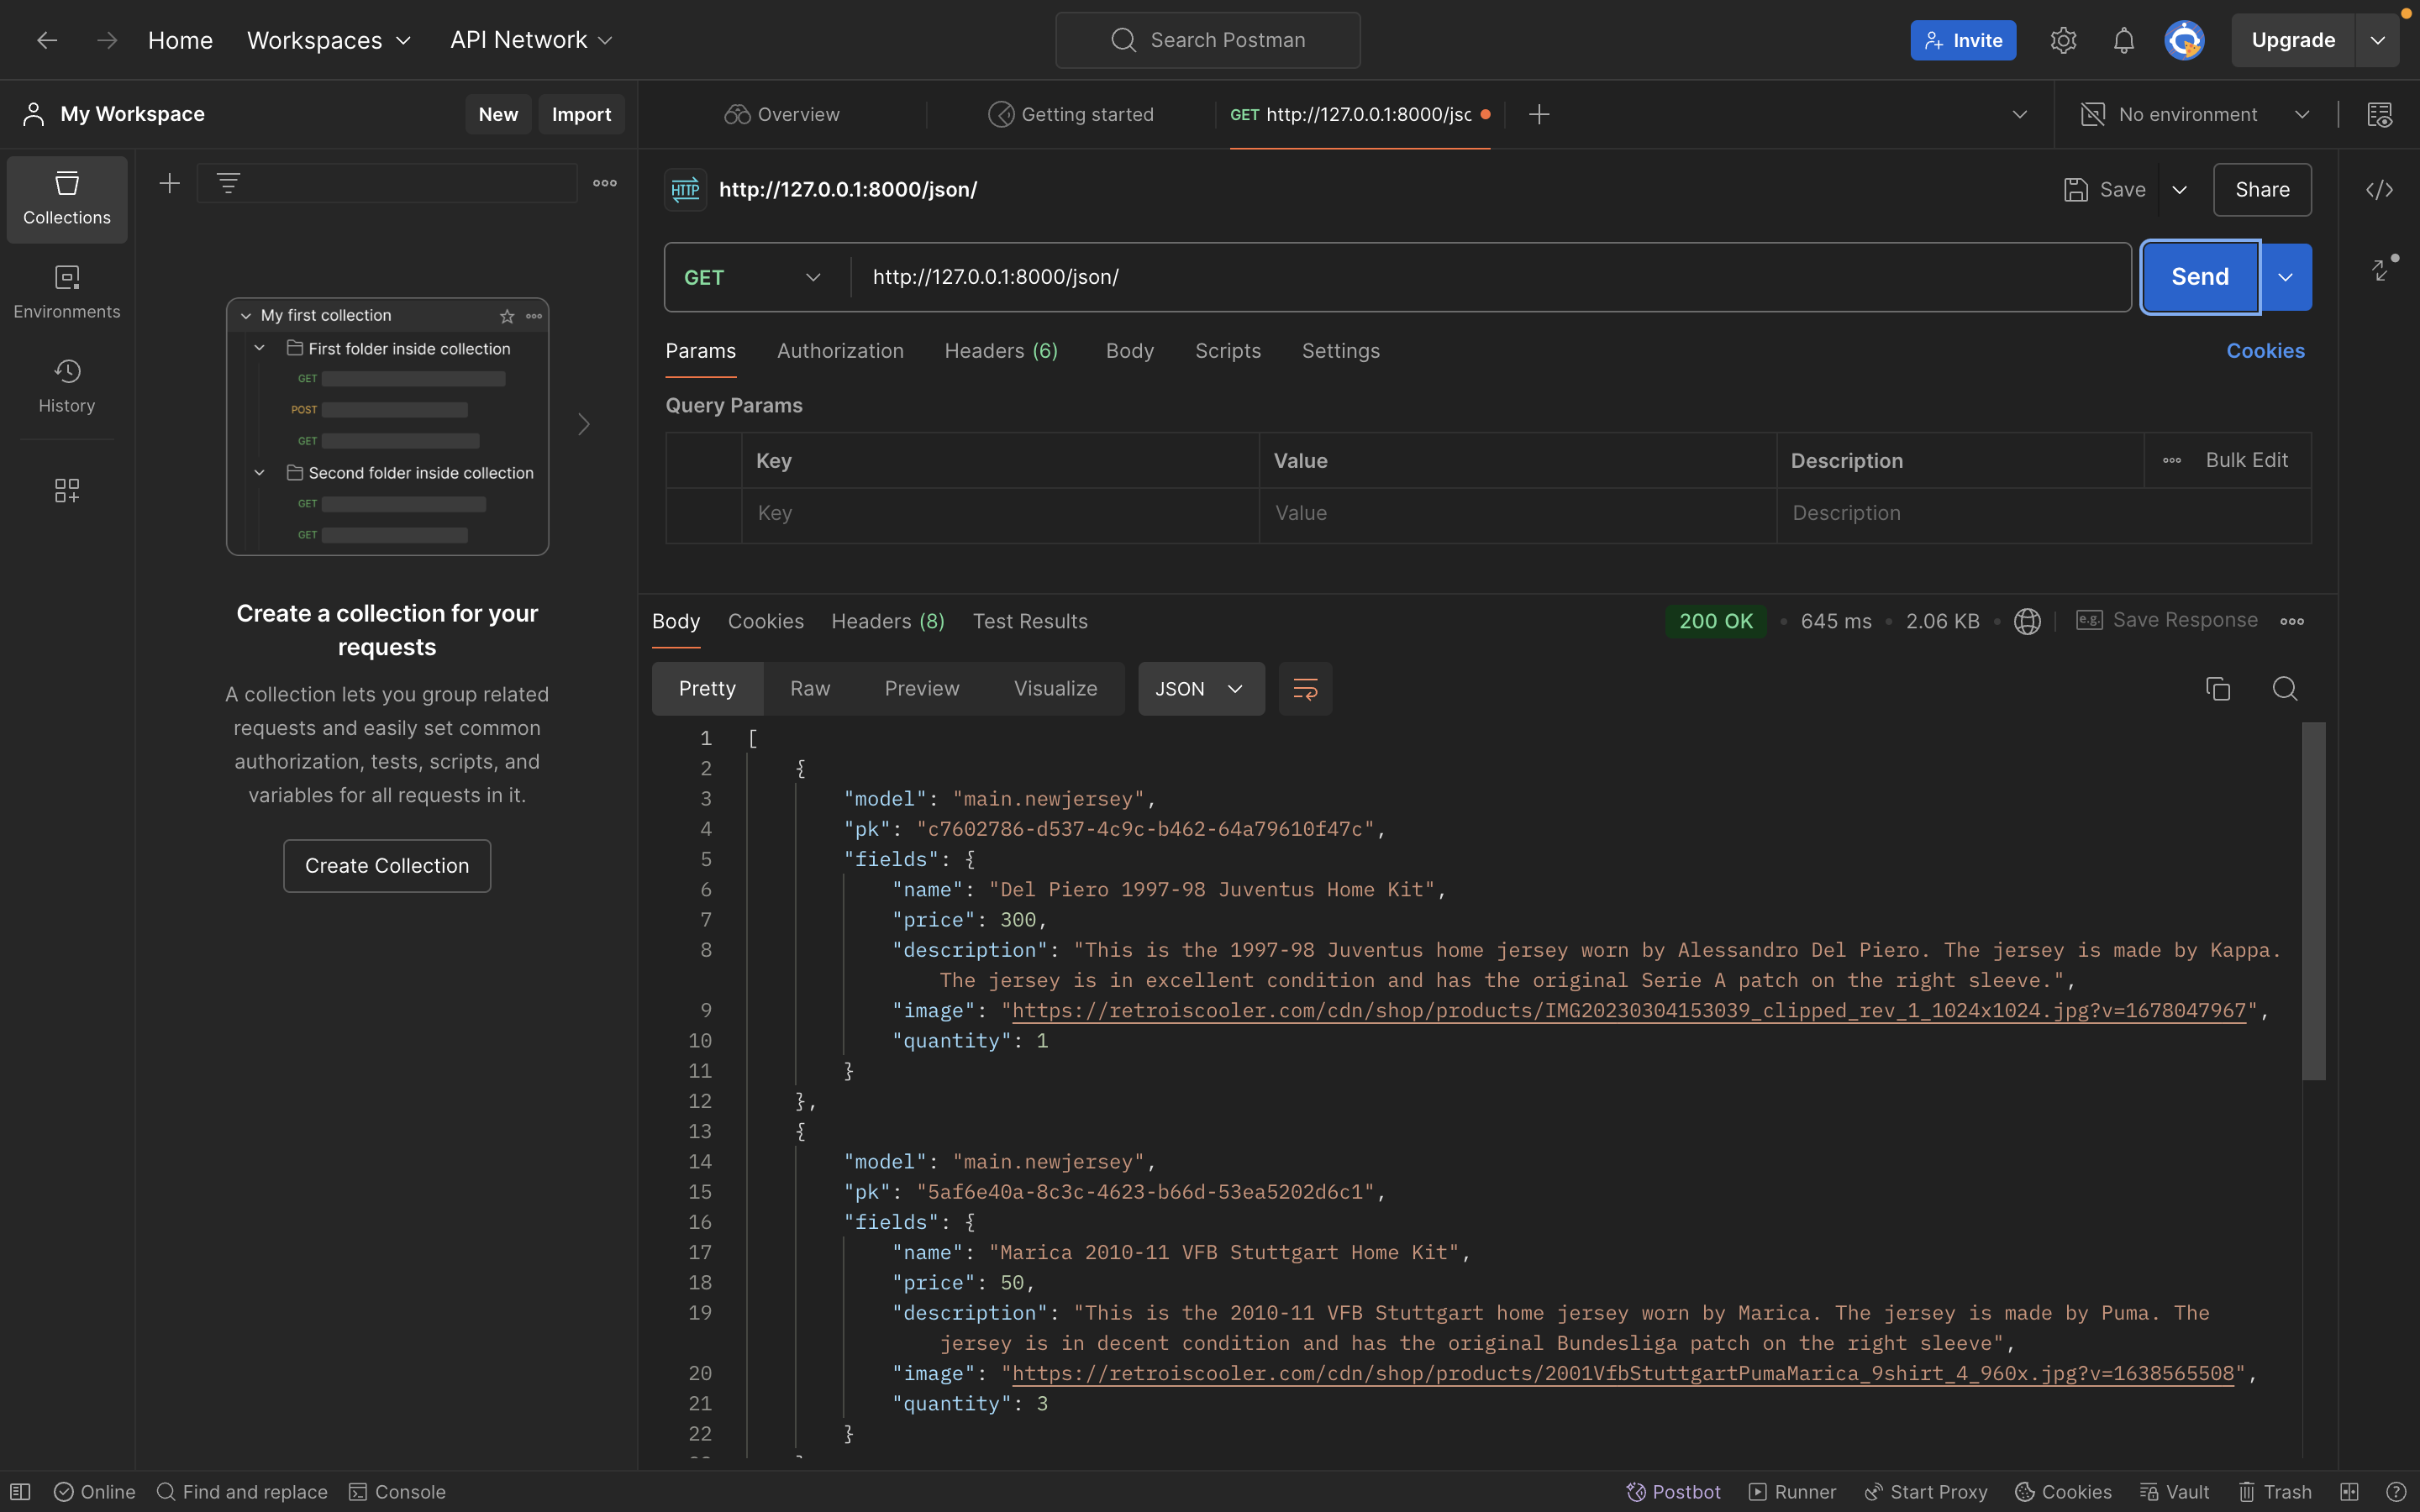 Home Workspaces API Network Search Postman Invite Upgrade
My Workspace New Import
Overview Getting started GET http://127.0.0.1:8000/jsc No environment
Collections
Environments
History
My first collection
First folder inside collection
GET
POST
GET
Second folder inside collection
GET
GET
Create a collection for your
requests
A collection lets you group related
requests and easily set common
authorization, tests, scripts, and
variables for all requests in it.
Create Collection
HTTP http://127.0.0.1:8000/json/ Save Share
GET http://127.0.0.1:8000/json/ Send
Params Authorization Headers (6) Body Scripts Settings Cookies
Query Params
Key Value Description Bulk Edit
Key Value Description
Body Cookies Headers (8) Test Results 200 OK 645 ms 2.06 KB e.g. Save Response
Pretty Raw Preview Visualize JSON
1 [
2 {
3 "model": "main.newjersey",
4 "pk": "c7602786-d537-4c9c-b462-64a79610f47c",
5 "fields": {
6 "name": "Del Piero 1997-98 Juventus Home Kit",
7 "price": 300,
8 "description": "This is the 1997-98 Juventus home jersey worn by Alessandro Del Piero. The jersey is made by Kappa.
The jersey is in excellent condition and has the original Serie A patch on the right sleeve.",
9 "image": "https://retroiscooler.com/cdn/shop/products/IMG20230304153039_clipped_rev_1_1024x1024.jpg?v=1678047967",
10 "quantity": 1
11 }
12 },
13 {
14 "model": "main.newjersey",
15 "pk": "5af6e40a-8c3c-4623-b66d-53ea5202d6c1",
16 "fields": {
17 "name": "Marica 2010-11 VFB Stuttgart Home Kit",
18 "price": 50,
19 "description": "This is the 2010-11 VFB Stuttgart home jersey worn by Marica. The jersey is made by Puma. The
jersey is in decent condition and has the original Bundesliga patch on the right sleeve",
20 "image": "https://retroiscooler.com/cdn/shop/products/2001VfbStuttgartPumaMarica_9shirt_4_960x.jpg?v=1638565508",
21 "quantity": 3
22 }
Online Find and replace Console Postbot Runner Start Proxy Cookies Vault Trash